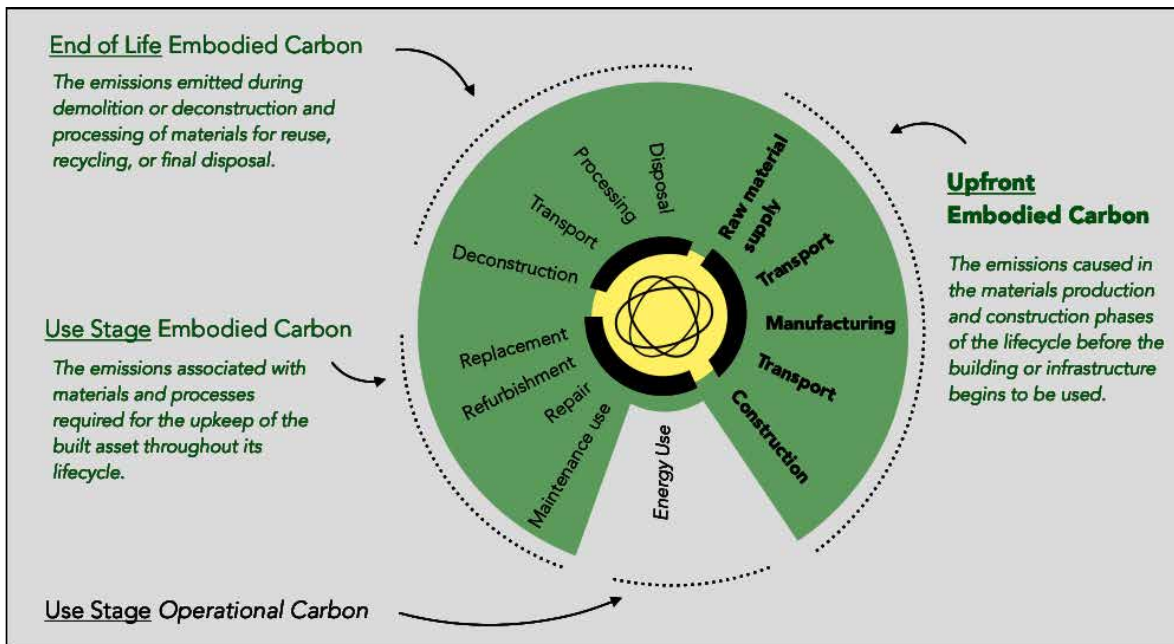 End of Life Embodied Carbon
The emissions emitted during
demolition or deconstruction and
processing of materials for reuse,
recycling, or final disposal.
Use Stage Embodied Carbon
The emissions associated with
materials and processes
required for the upkeep of the
built asset throughout its
lifecycle.
Use Stage Operational Carbon
Deconstruction
Transport
Processing
Disposal
Raw material
supply
Transport
Manufacturing
Transport
Construction
Energy Use
Maintenance use
Repair
Refurbishment
Replacement
Upfront
Embodied Carbon
The emissions caused in
the materials production
and construction phases
of the lifecycle before the
building or infrastructure
begins to be used.